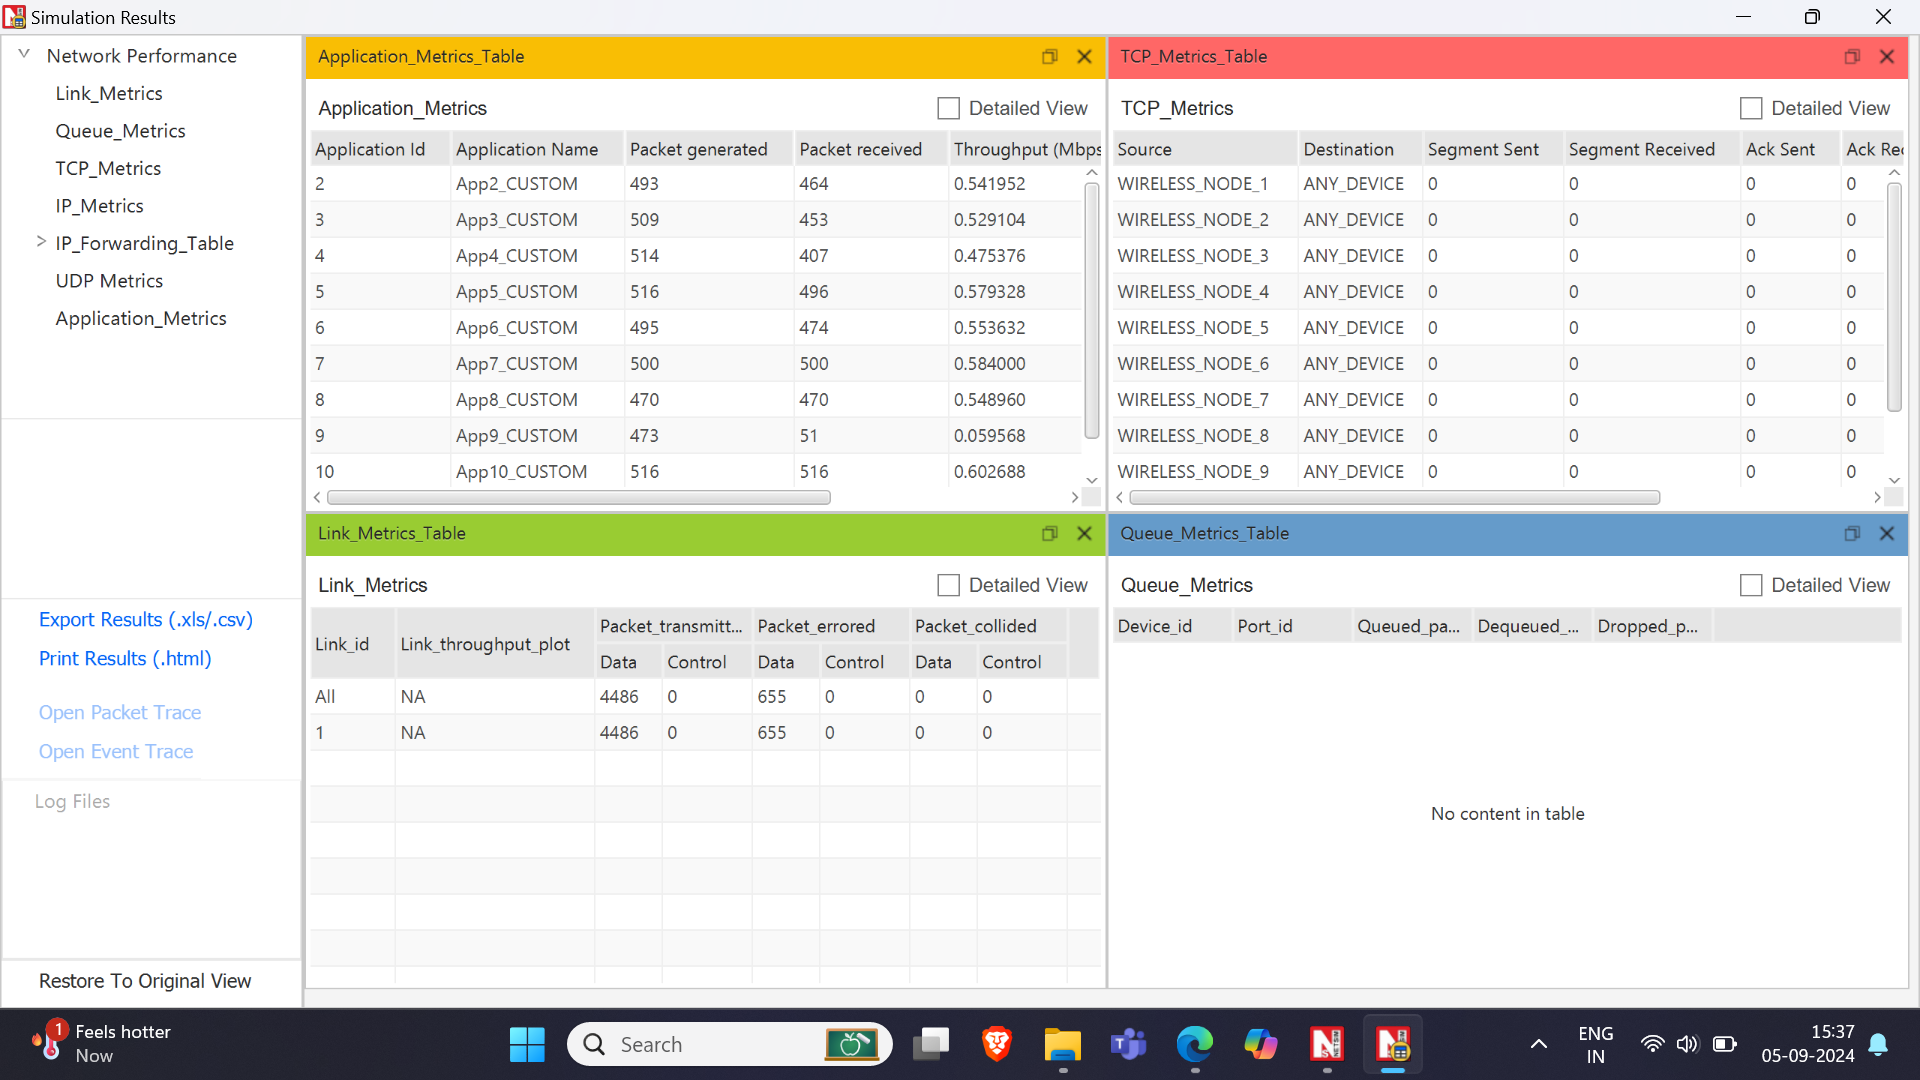 Simulation Results
Network Performance
Link_Metrics
Queue_Metrics
TCP_Metrics
IP_Metrics
IP_Forwarding_Table
UDP Metrics
Application_Metrics
Export Results (.xls/.csv)
Print Results (.html)
Open Packet Trace
Open Event Trace
Log Files
Restore To Original View
Application_Metrics_Table
Application_Metrics Detailed View
Application Id Application Name Packet generated Packet received Throughput (Mbps
2 App2_CUSTOM 493 464 0.541952
3 App3_CUSTOM 509 453 0.529104
4 App4_CUSTOM 514 407 0.475376
5 App5_CUSTOM 516 496 0.579328
6 App6_CUSTOM 495 474 0.553632
7 App7_CUSTOM 500 500 0.584000
8 App8_CUSTOM 470 470 0.548960
9 App9_CUSTOM 473 51 0.059568
10 App10_CUSTOM 516 516 0.602688
TCP_Metrics_Table
TCP_Metrics Detailed View
Source Destination Segment Sent Segment Received Ack Sent Ack Rec
WIRELESS_NODE_1 ANY_DEVICE 0 0 0 0
WIRELESS_NODE_2 ANY_DEVICE 0 0 0 0
WIRELESS_NODE_3 ANY_DEVICE 0 0 0 0
WIRELESS_NODE_4 ANY_DEVICE 0 0 0 0
WIRELESS_NODE_5 ANY_DEVICE 0 0 0 0
WIRELESS_NODE_6 ANY_DEVICE 0 0 0 0
WIRELESS_NODE_7 ANY_DEVICE 0 0 0 0
WIRELESS_NODE_8 ANY_DEVICE 0 0 0 0
WIRELESS_NODE_9 ANY_DEVICE 0 0 0 0
Link_Metrics_Table
Link_Metrics Detailed View
Link_id Link_throughput_plot Packet_transmitt... Packet_errored Packet_collided
Data Control Data Control Data Control
All NA 4486 0 655 0 0 0
1 NA 4486 0 655 0 0 0
Queue_Metrics_Table
Queue_Metrics Detailed View
Device_id Port_id Queued_pa... Dequeued_... Dropped_p...
No content in table
1
Feels hotter
Now
Search
ENG
IN
15:37
05-09-2024